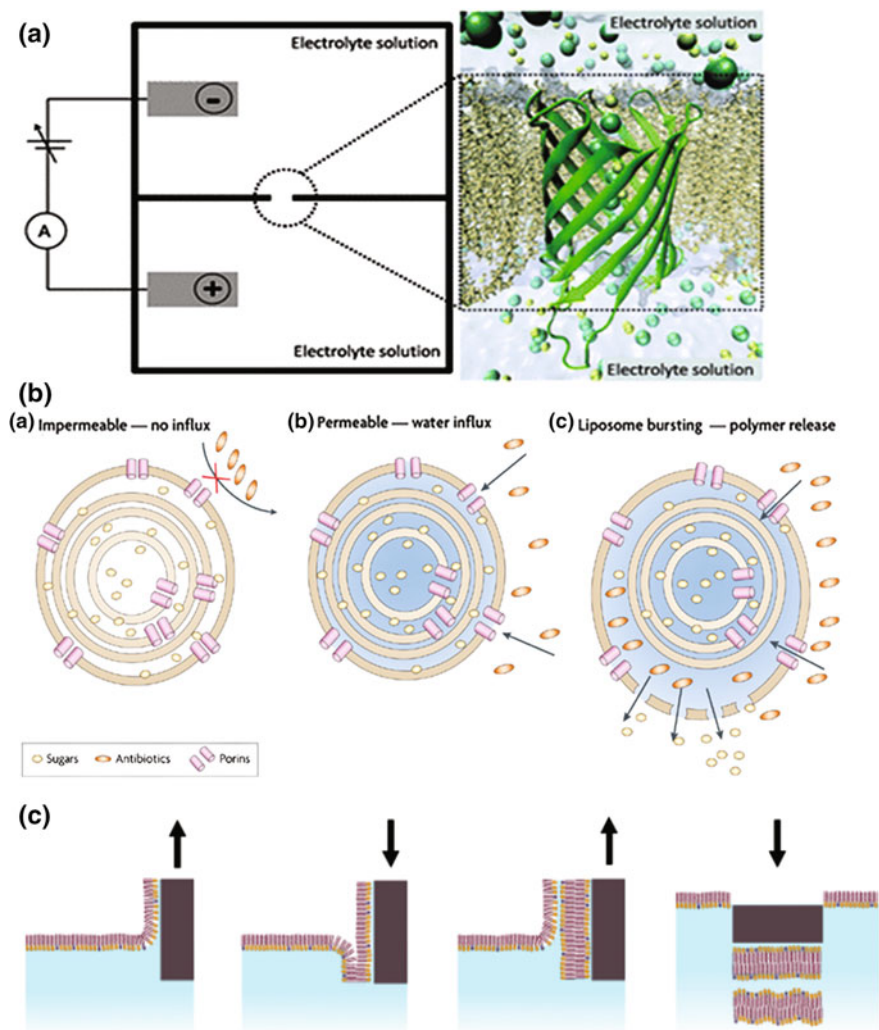 (a)
Electrolyte solution
Electrolyte solution
-
A
+
Electrolyte solution
Electrolyte solution
(b)
(a) Impermeable — no influx
(b) Permeable — water influx
(c) Liposome bursting — polymer release
Sugars
Antibiotics
Porins
(c)